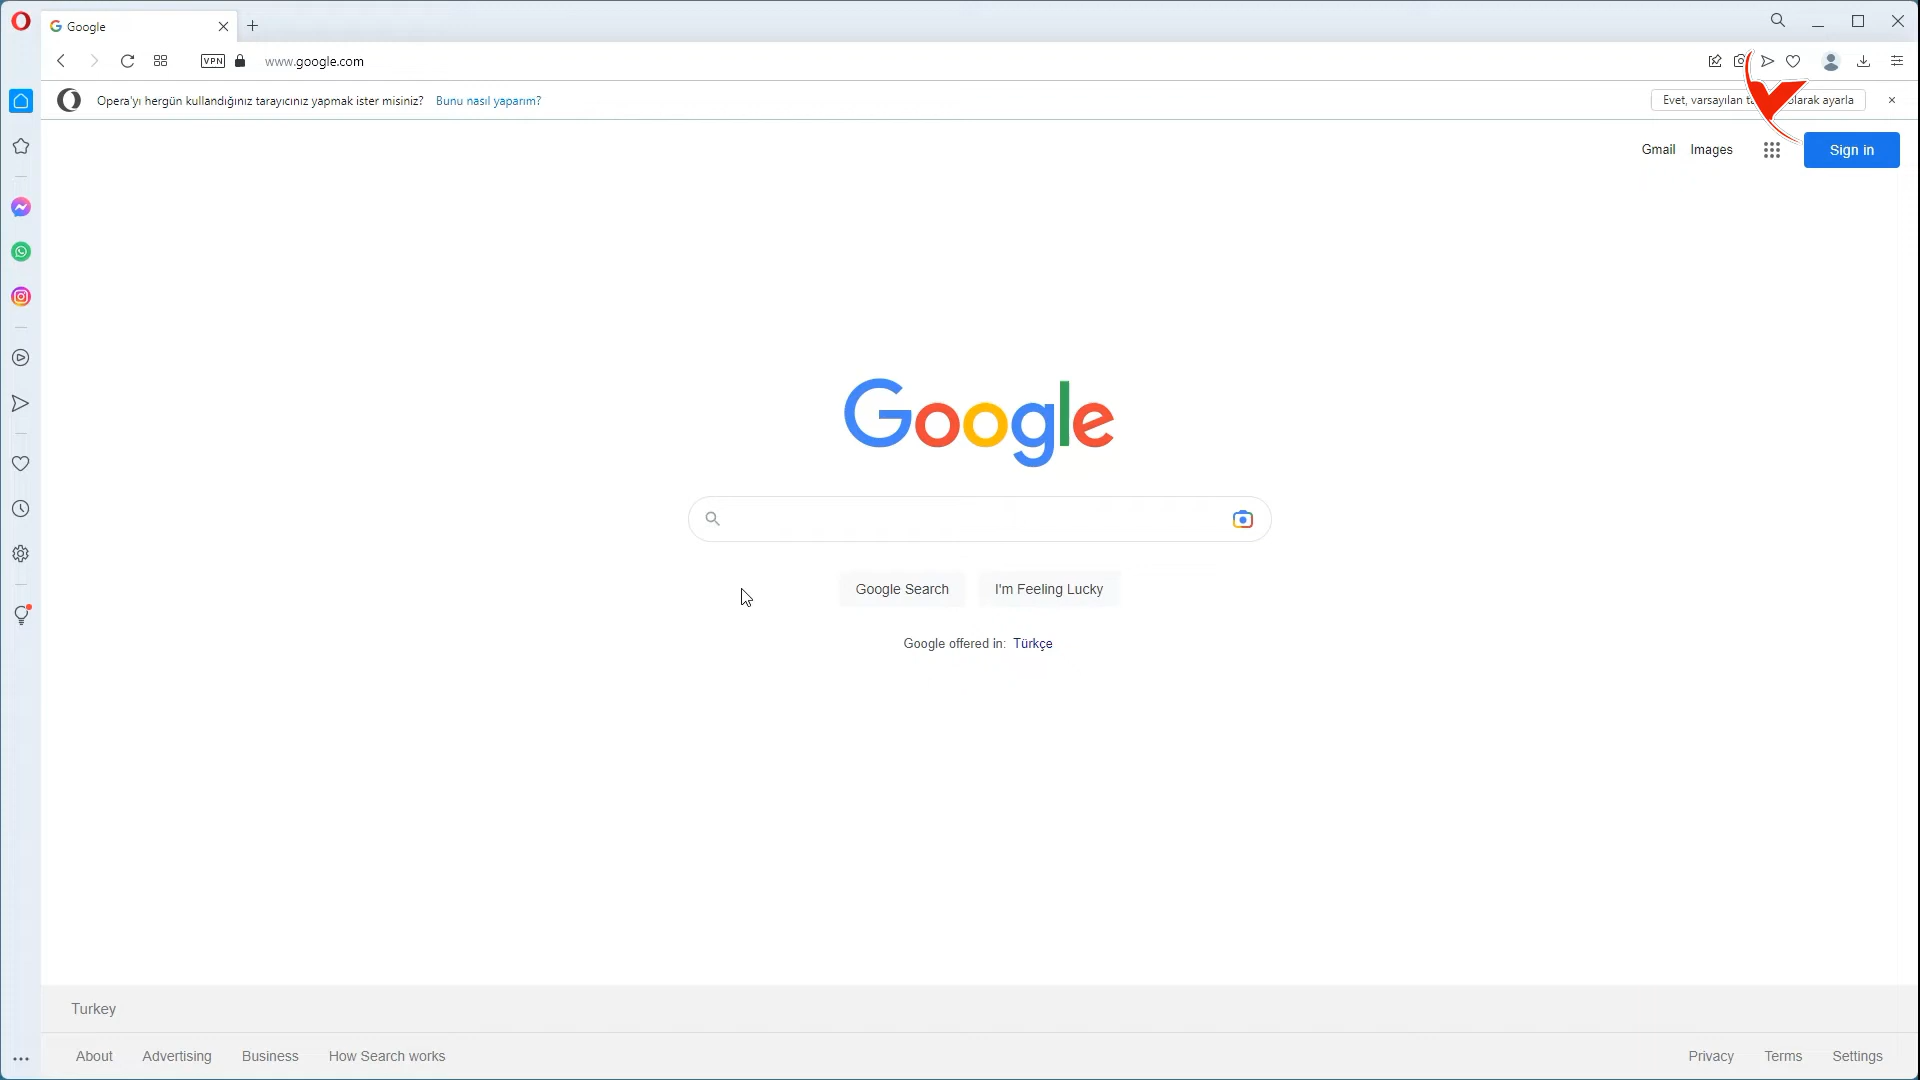 Google
VPN www.google.com
Opera'yı hergün kullandığınız tarayıcınız yapmak ister misiniz? Bunu nasıl yaparım?
Evet, varsayılan olarak ayarla
Gmail Images Sign in
Google
Google Search I'm Feeling Lucky
Google offered in: Türkçe
Turkey
About Advertising Business How Search works Privacy Terms Settings